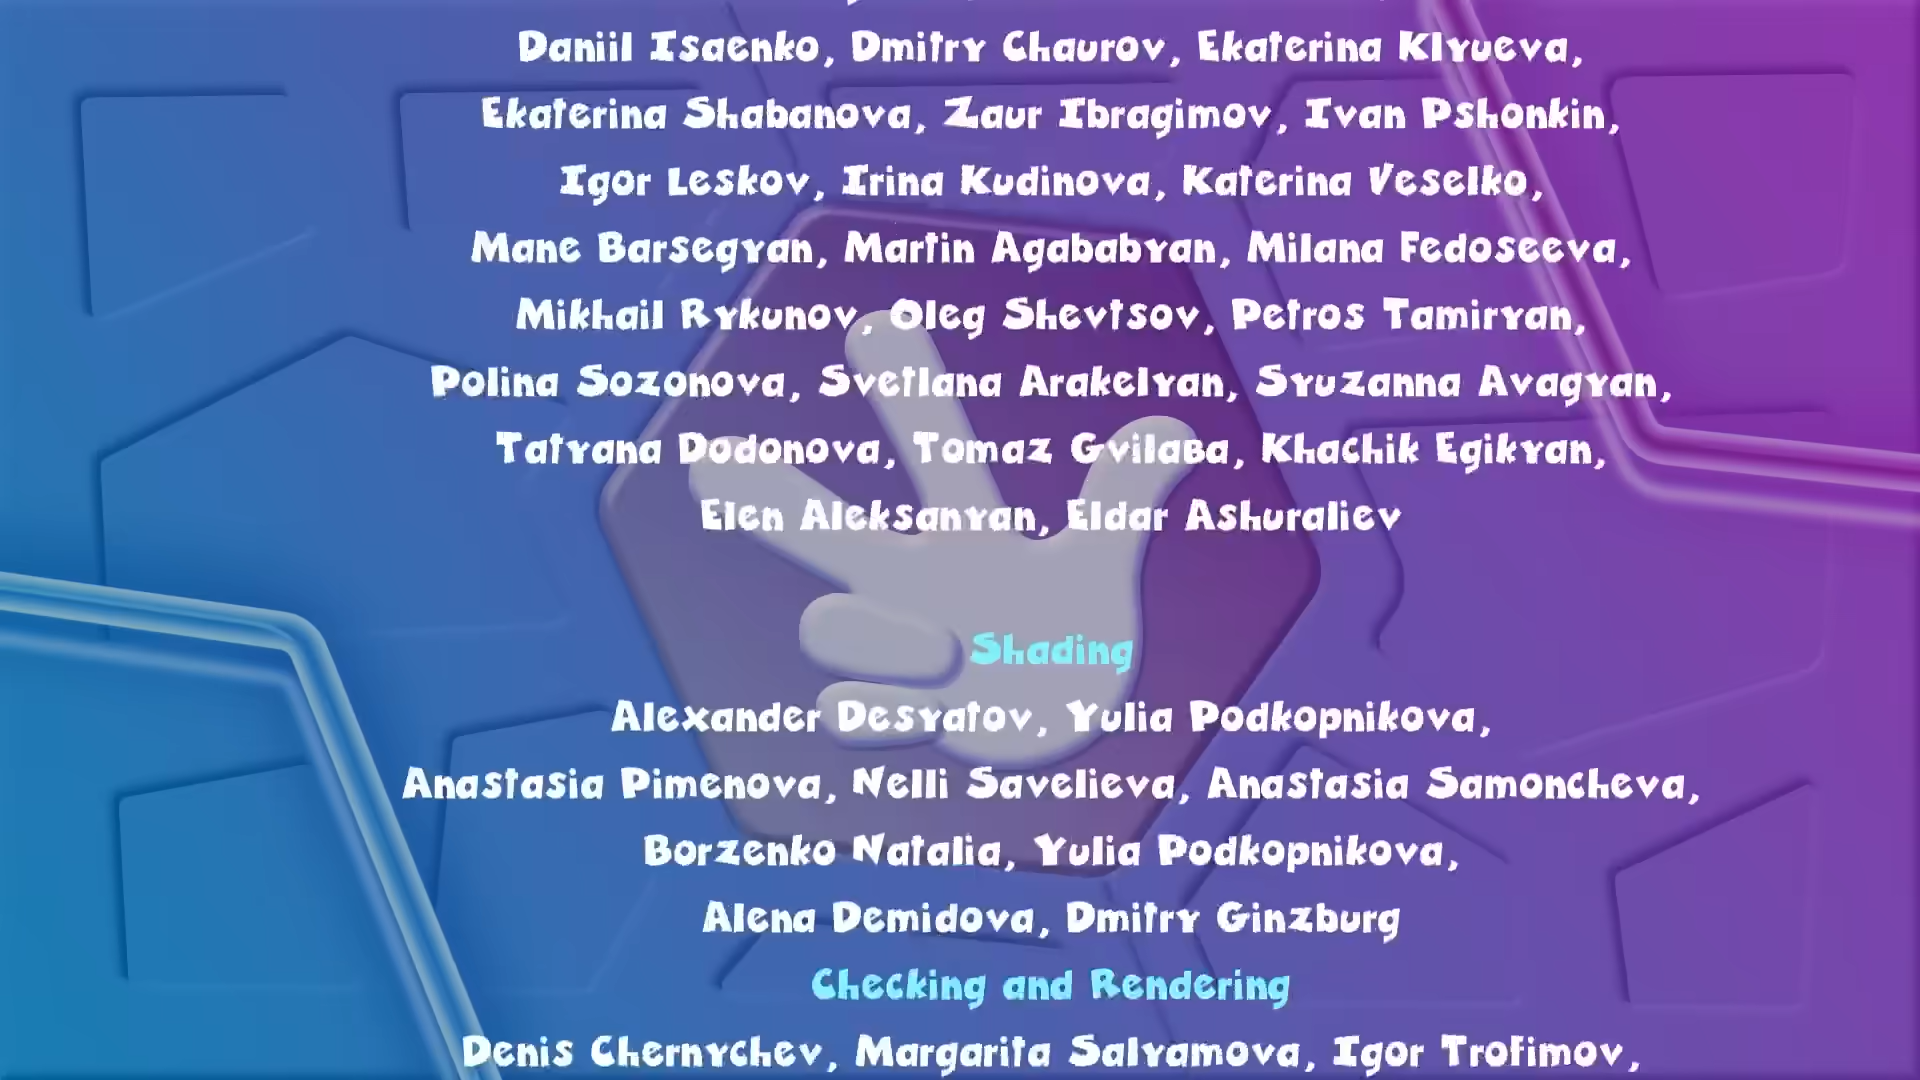 Daniil Isaenko, Dmitry Chaurov, Ekaterina Klyueva,
Ekaterina Shabanova, Zaur Ibragimov, Ivan Pshonkin,
Igor Leskov, Irina Kudinova, Katerina Veselko,
Mane Barsegyan, Martin Agababyan, Milana Fedoseeva,
Mikhail Rykunov, Oleg Shevtsov, Petros Tamiryan,
Polina Sozonova, Svetlana Arakelyan, Syuzanna Avagyan,
Tatyana Dodonova, Tomaz Gvilaвa, Khachik Egikyan,
Elen Aleksanyan, Eldar Ashuraliev
Shading
Alexander Desyatov, Yulia Podkopnikova,
Anastasia Pimenova, Nelli Savelieva, Anastasia Samoncheva,
Borzenko Natalia, Yulia Podkopnikova,
Alena Demidova, Dmitry Ginzburg
Checking and Rendering
Denis Chernychev, Margarita Salyamova, Igor Trofimov,